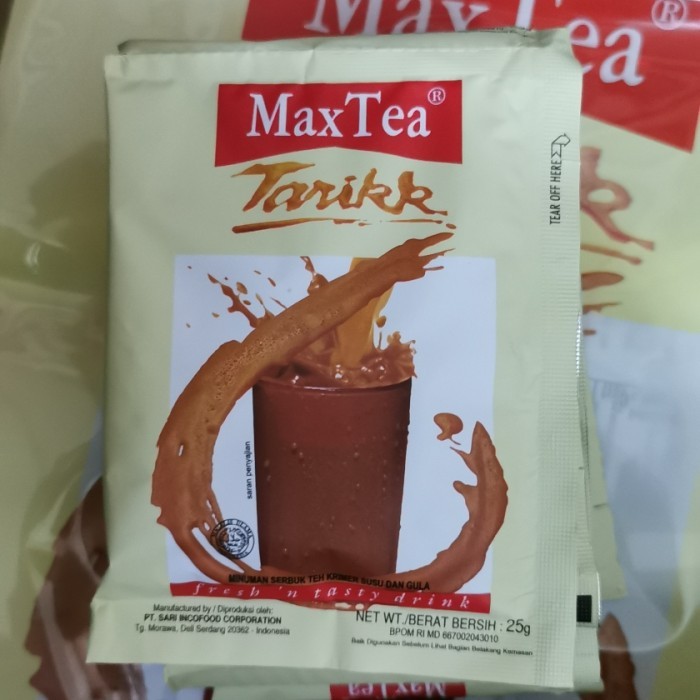 MaxTea®
MaxTea®
Tarikk
TEAR OFF HERE
saran penyajian
MINUMAN SERBUK TEH KRIMER SUSU DAN GULA
fresh 'n tasty drink
Manufactured by / Diproduksi oleh:
PT. SARI INCOFOOD CORPORATION
Tg. Morawa, Deli Serdang 20362 - Indonesia
NET WT./BERAT BERSIH : 25g
BPOM RI MD 667002043010
Baik Digunakan Sebelum Lihat Bagian Belakang Kemasan
MaxTea®